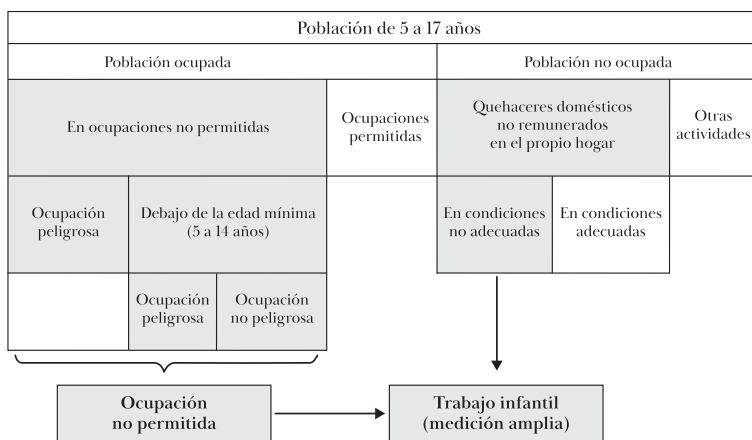 Población de 5 a 17 años
Población ocupada
Población no ocupada
En ocupaciones no permitidas
Ocupaciones
permitidas
Quehaceres domésticos
no remunerados
en el propio hogar
Otras
actividades
Ocupación
peligrosa
Debajo de la edad mínima
(5 a 14 años)
En condiciones
no adecuadas
En condiciones
adecuadas
Ocupación
peligrosa
Ocupación
no peligrosa
Ocupación
no permitida
Trabajo infantil
(medición amplia)